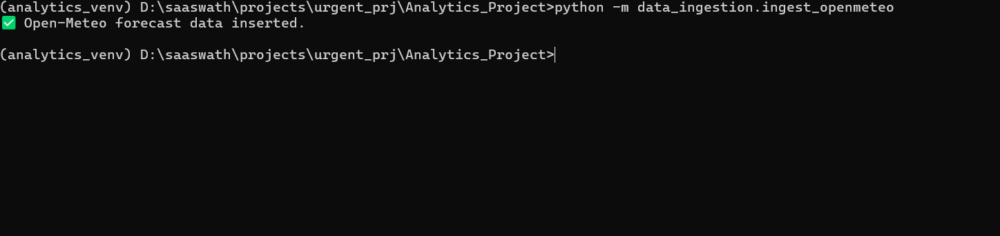 (analytics_venv) D:\saaswath\projects\urgent_prj\Analytics_Project>python -m data_ingestion.ingest_openmeteo
✅ Open-Meteo forecast data inserted.
(analytics_venv) D:\saaswath\projects\urgent_prj\Analytics_Project>